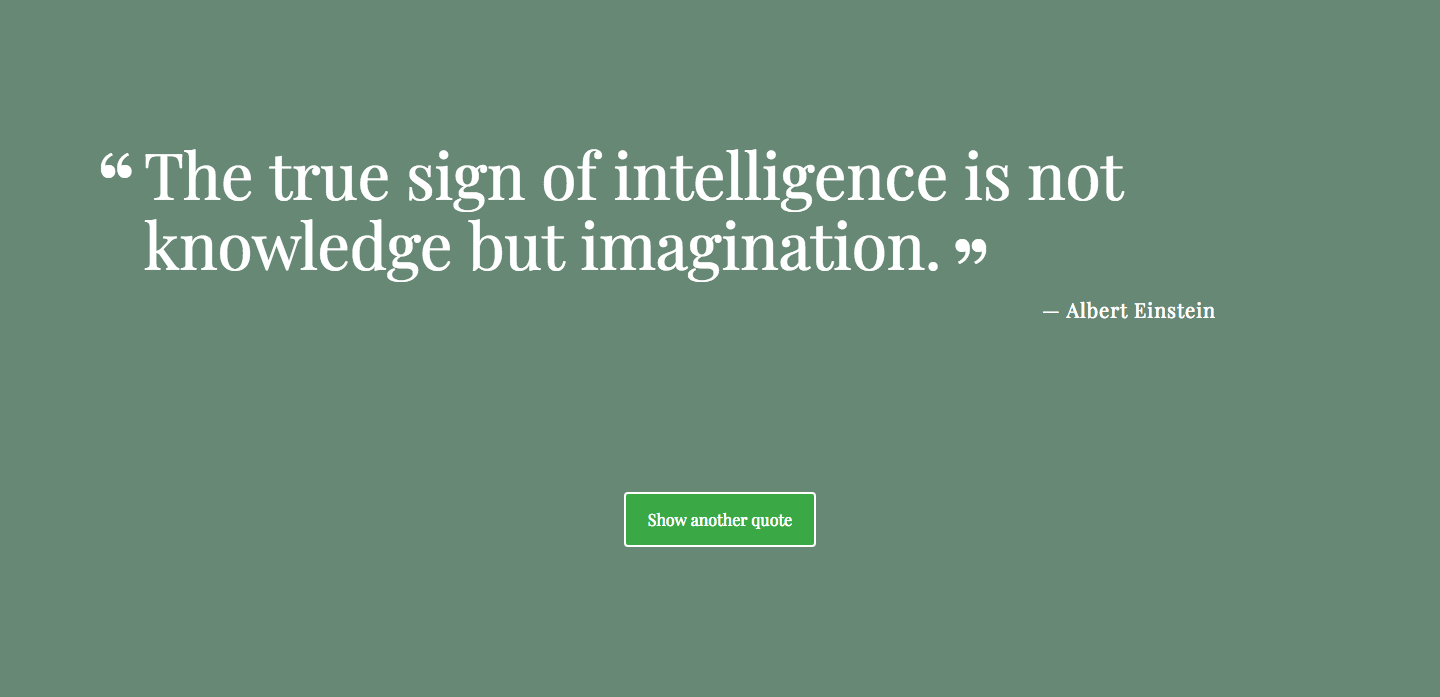 “ The true sign of intelligence is not
knowledge but imagination. ”
— Albert Einstein
Show another quote